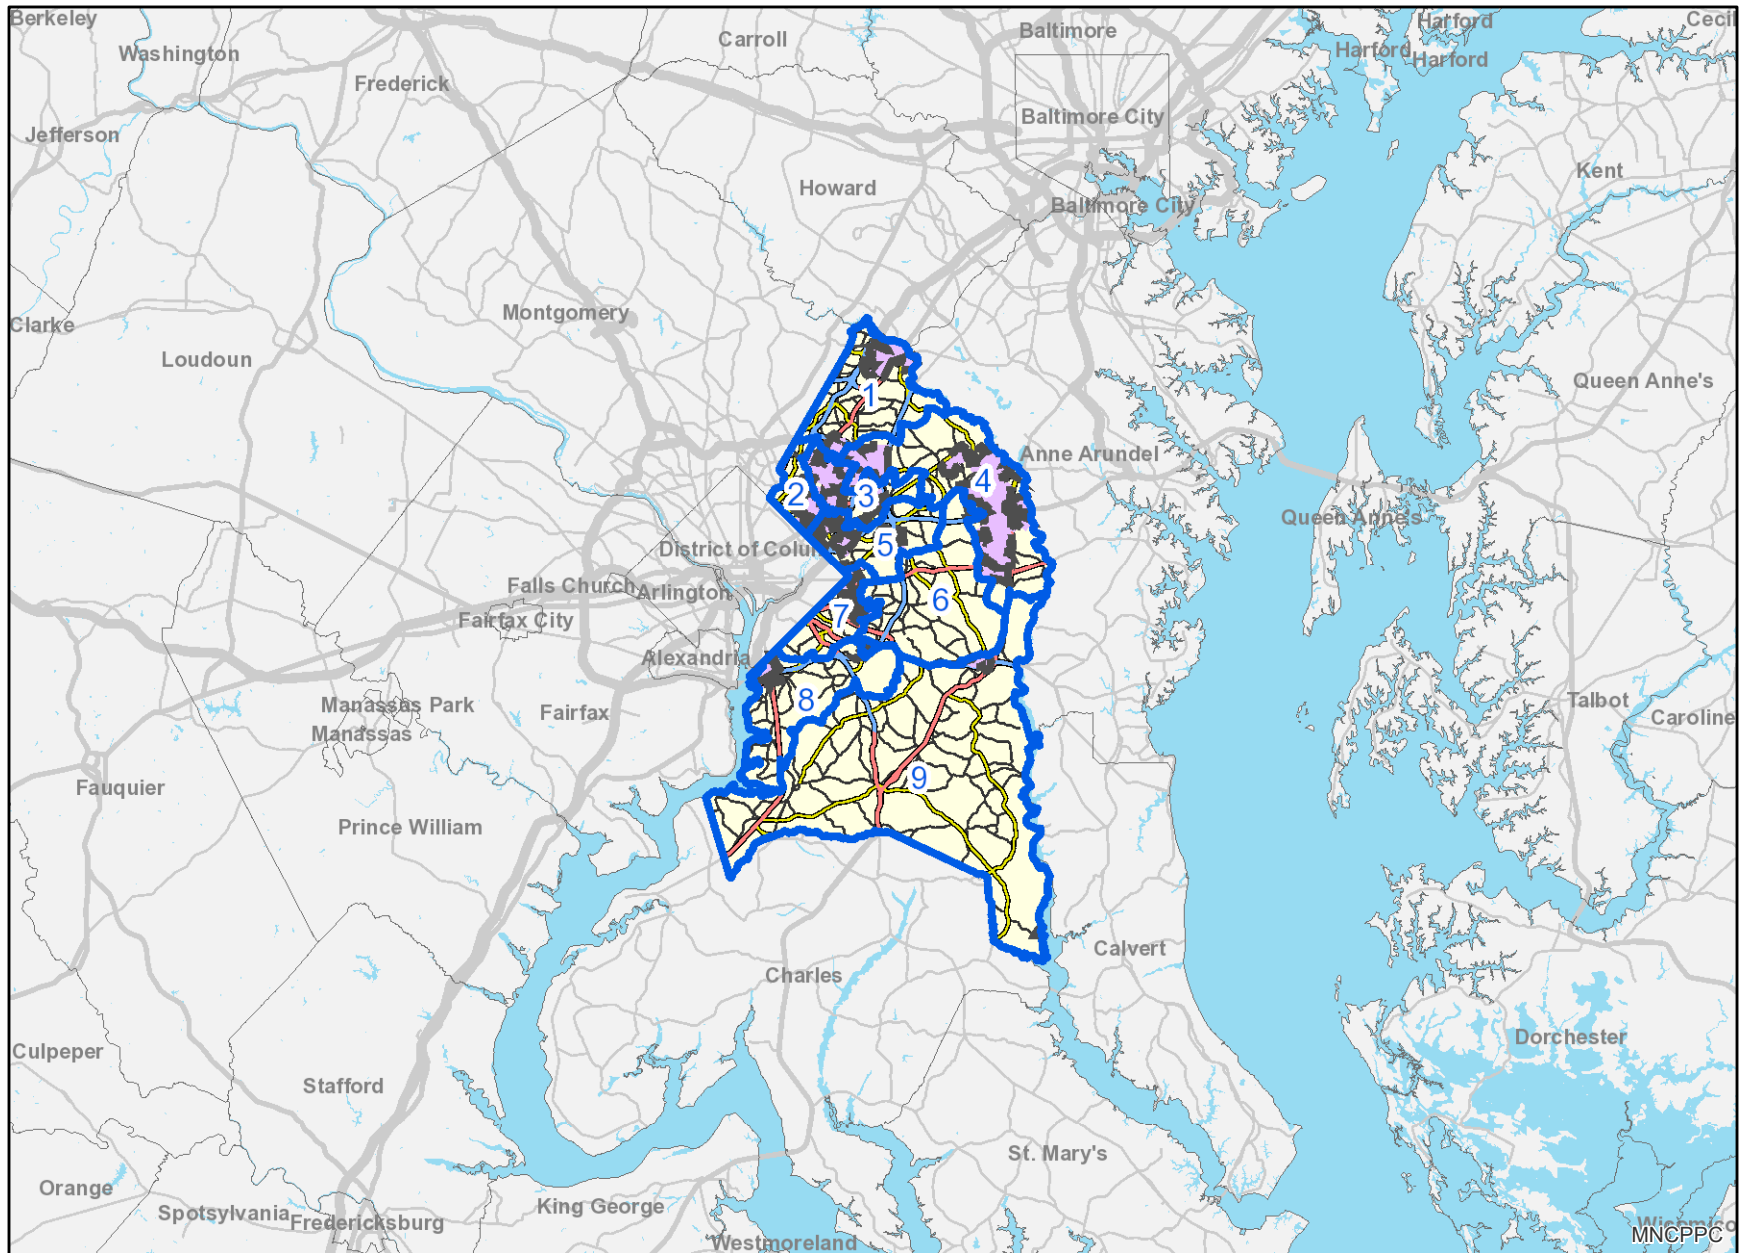 Berkeley
Harford
Cecil
Washington
Carroll
Baltimore
Harford
Harford
Frederick
Baltimore City
Jefferson
Kent
Howard
Baltimore City
Montgomery
Clarke
Loudoun
Queen Anne's
1
Anne Arundel
4
2
3
Queen Anne's
5
District of Colu
Falls Church
Arlington
6
7
Fairfax City
Alexandria
8
Manassas Park
Fairfax
Talbot
Caroline
Manassas
9
Fauquier
Prince William
Calvert
Charles
Dorchester
Culpeper
Stafford
St. Mary's
Orange
King George
Spotsylvania
Fredericksburg
Westmoreland
MNCPPC